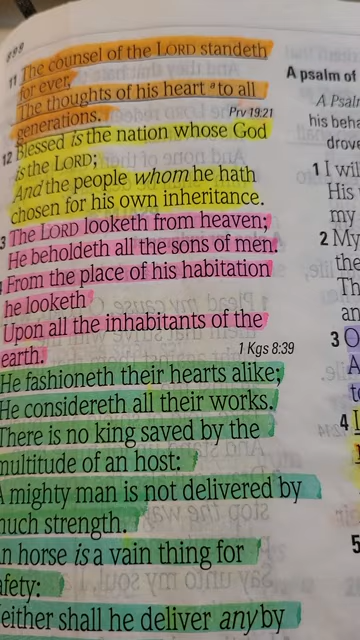 898
11 The counsel of the LORD standeth
for ever,
The thoughts of his heart a to all
generations.
Prv 19:21
12 Blessed is the nation whose God
is the LORD;
And the people whom he hath
chosen for his own inheritance.
3 The LORD looketh from heaven;
He beholdeth all the sons of men.
From the place of his habitation
he looketh
Upon all the inhabitants of the
earth.
1 Kgs 8:39
He fashioneth their hearts alike;
He considereth all their works.
There is no king saved by the
multitude of an host:
A mighty man is not delivered by
much strength.
An horse is a vain thing for
afety:
either shall he deliver any by
A psalm of
A Psal
his beha
drove
1 I wil
His
my
2 My
the
Th
an
3 O
A
to
4 I
5